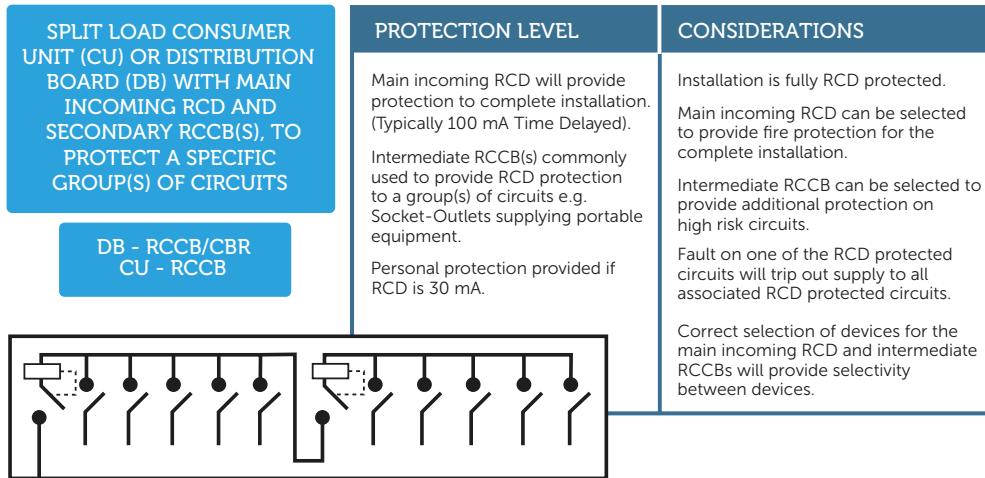 SPLIT LOAD CONSUMER
UNIT (CU) OR DISTRIBUTION
BOARD (DB) WITH MAIN
INCOMING RCD AND
SECONDARY RCCB(S), TO
PROTECT A SPECIFIC
GROUP(S) OF CIRCUITS
DB - RCCB/CBR
CU - RCCB
PROTECTION LEVEL
Main incoming RCD will provide
protection to complete installation.
(Typically 100 mA Time Delayed).
Intermediate RCCB(s) commonly
used to provide RCD protection
to a group(s) of circuits e.g.
Socket-Outlets supplying portable
equipment.
Personal protection provided if
RCD is 30 mA.
CONSIDERATIONS
Installation is fully RCD protected.
Main incoming RCD can be selected
to provide fire protection for the
complete installation.
Intermediate RCCB can be selected to
provide additional protection on
high risk circuits.
Fault on one of the RCD protected
circuits will trip out supply to all
associated RCD protected circuits.
Correct selection of devices for the
main incoming RCD and intermediate
RCCBs will provide selectivity
between devices.